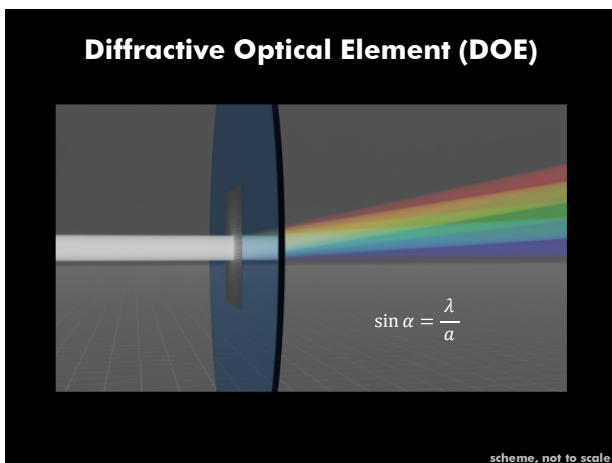 Diffractive Optical Element (DOE)
sin α = λ/a
scheme, not to scale